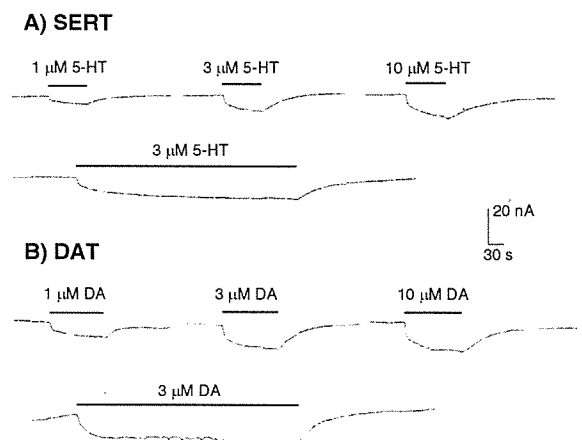 A) SERT
1 μM 5-HT
3 μM 5-HT
10 μM 5-HT
3 μM 5-HT
20 nA
30 s
B) DAT
1 μM DA
3 μM DA
10 μM DA
3 μM DA